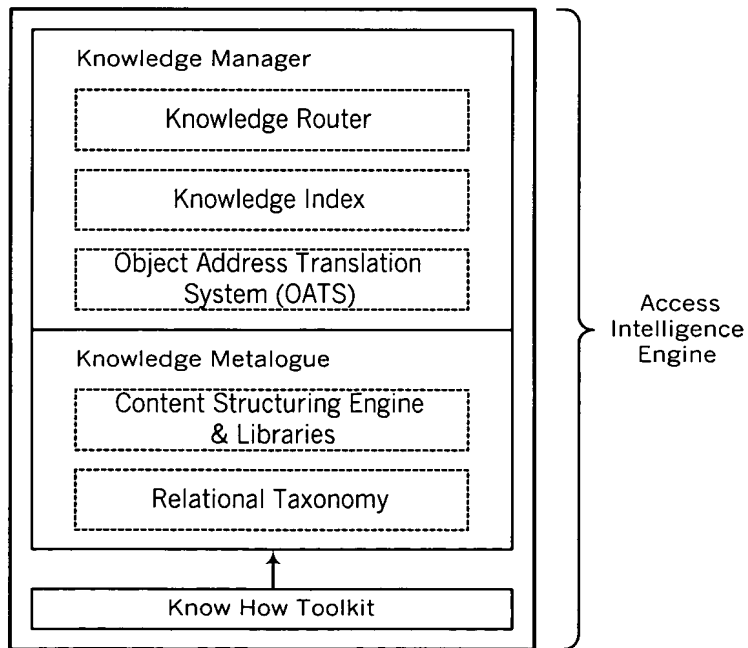 Knowledge Manager
Knowledge Router
Knowledge Index
Object Address Translation
System (OATS)
Knowledge Metalogue
Content Structuring Engine
& Libraries
Relational Taxonomy
Know How Toolkit
Access
Intelligence
Engine